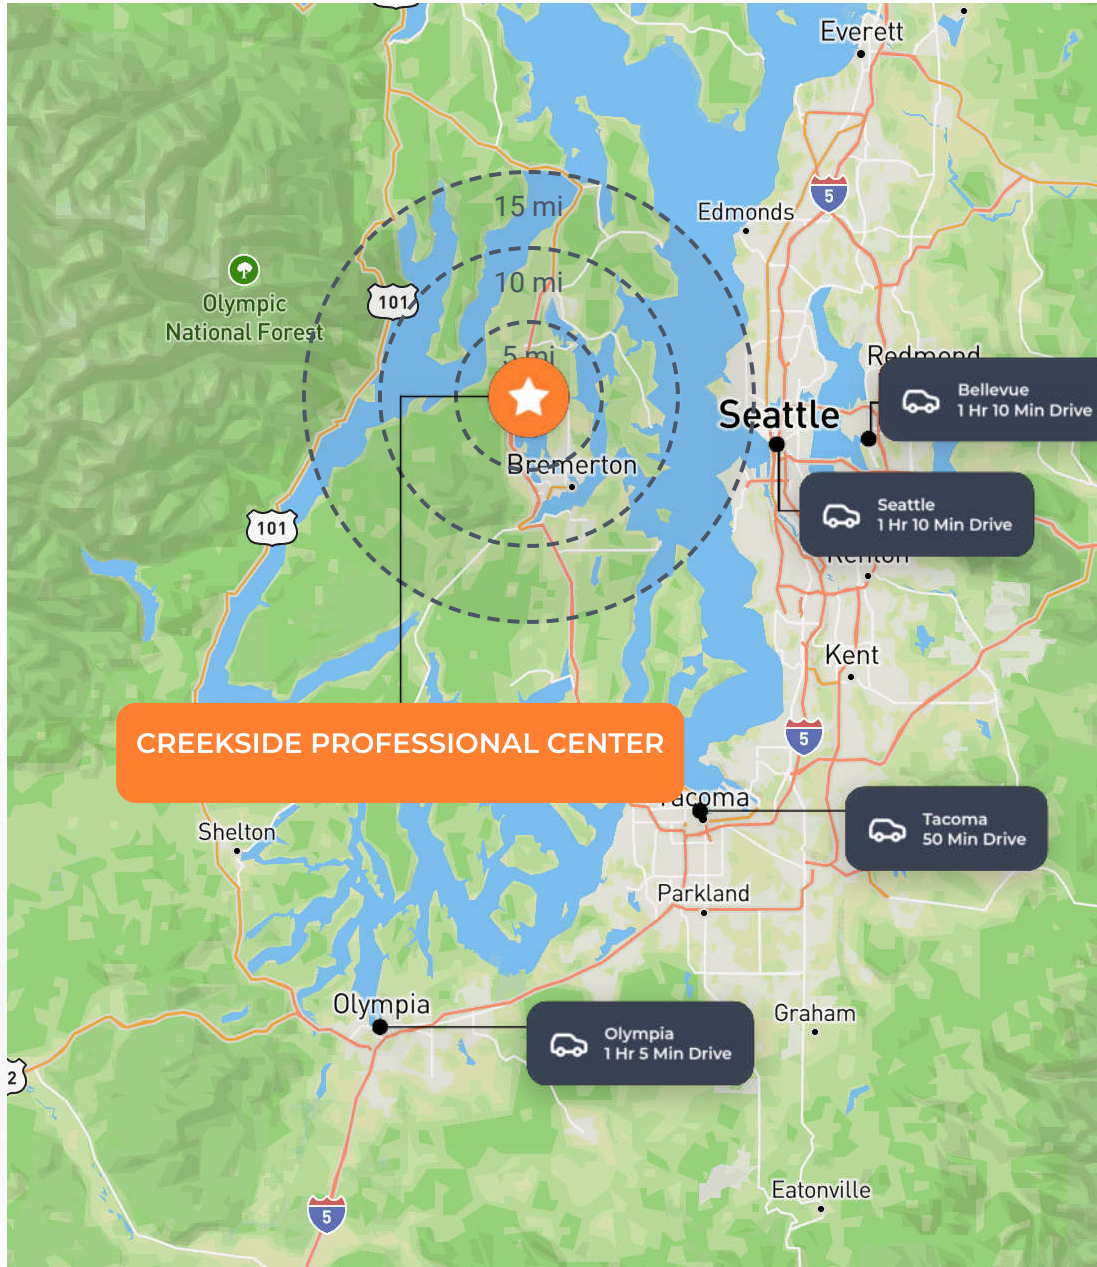 Everett
5
Edmonds
15 mi
10 mi
Olympic
National Forest
101
5 mi
Redmond
Bellevue
1 Hr 10 Min Drive
Seattle
Bremerton
Seattle
1 Hr 10 Min Drive
101
Renton
Kent
5
CREEKSIDE PROFESSIONAL CENTER
Tacoma
Tacoma
50 Min Drive
Shelton
Parkland
Olympia
Graham
Olympia
1 Hr 5 Min Drive
2
Eatonville
5